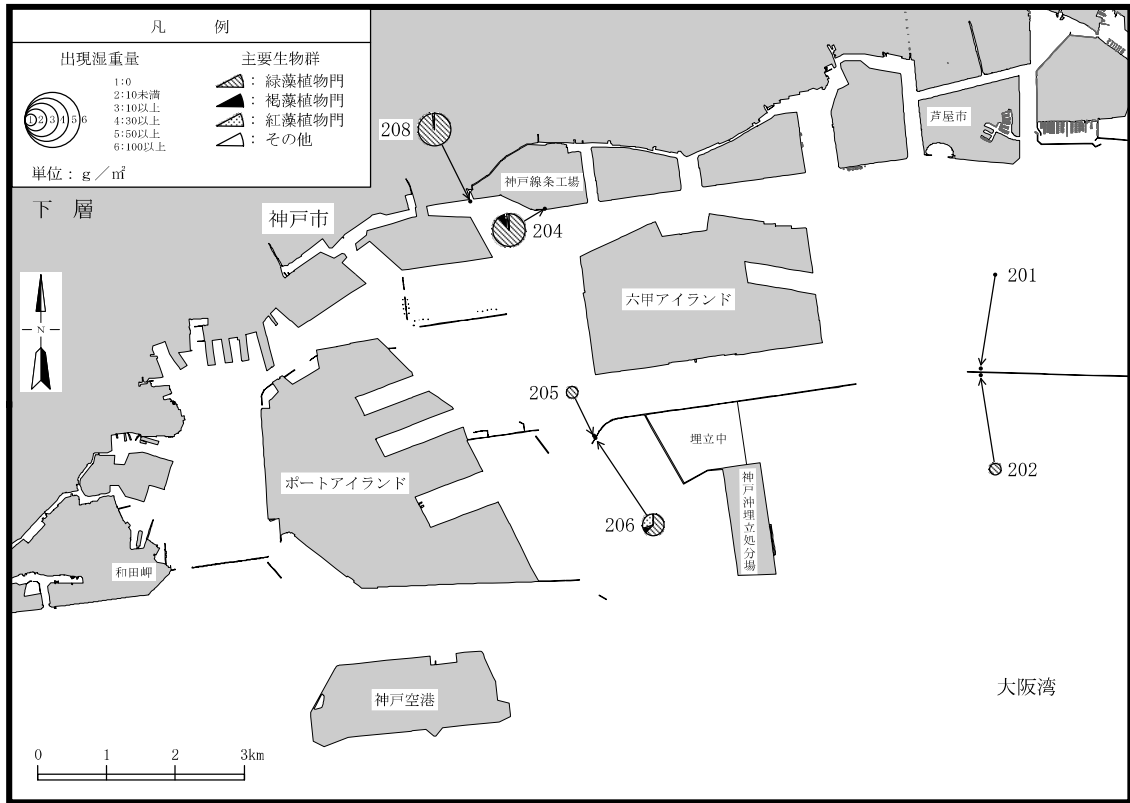 凡 例
出現湿重量
1:0
2:10未満
3:10以上
4:30以上
5:50以上
6:100以上
1 2 3 4 5 6
単位：g／㎡
主要生物群
：緑藻植物門
：褐藻植物門
：紅藻植物門
：その他
下 層
208
神戸線条工場
芦屋市
神戸市
204
201
六甲アイランド
N
205
埋立中
202
ポートアイランド
神戸沖埋立処分場
206
和田岬
大阪湾
神戸空港
0 1 2 3km